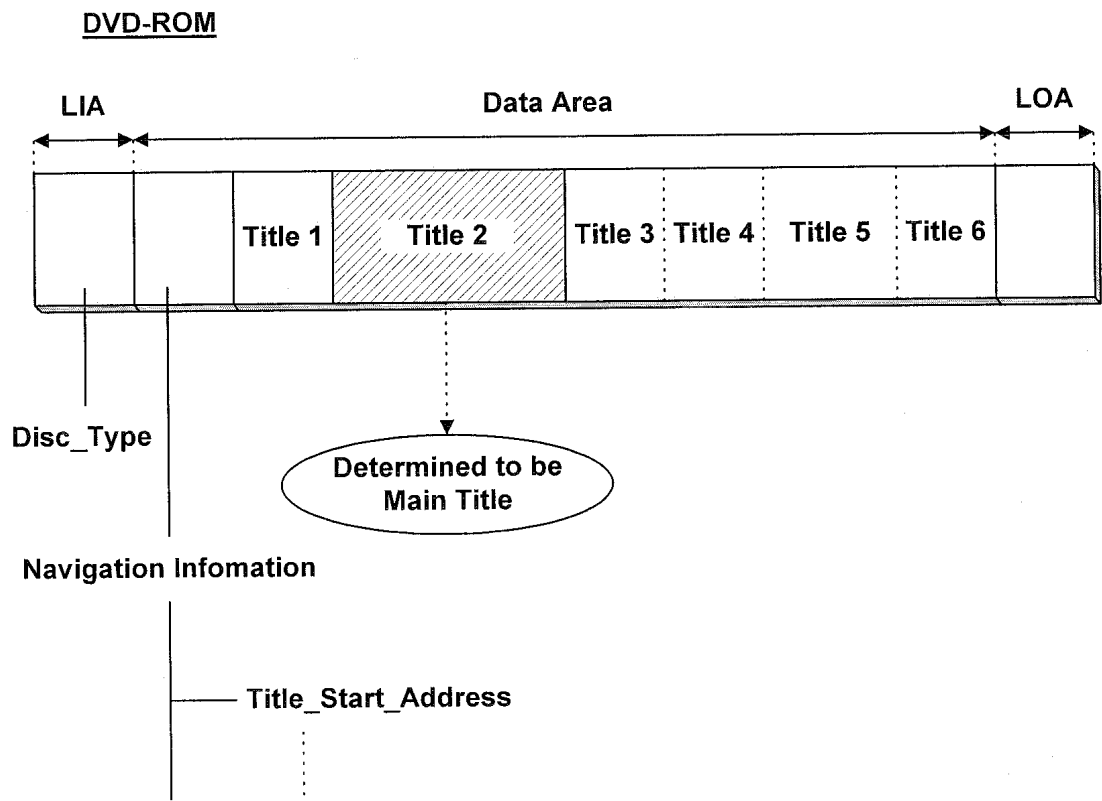 DVD-ROM
LIA
Data Area
LOA
Title 1
Title 2
Title 3
Title 4
Title 5
Title 6
Disc_Type
Determined to be
Main Title
Navigation Infomation
Title_Start_Address